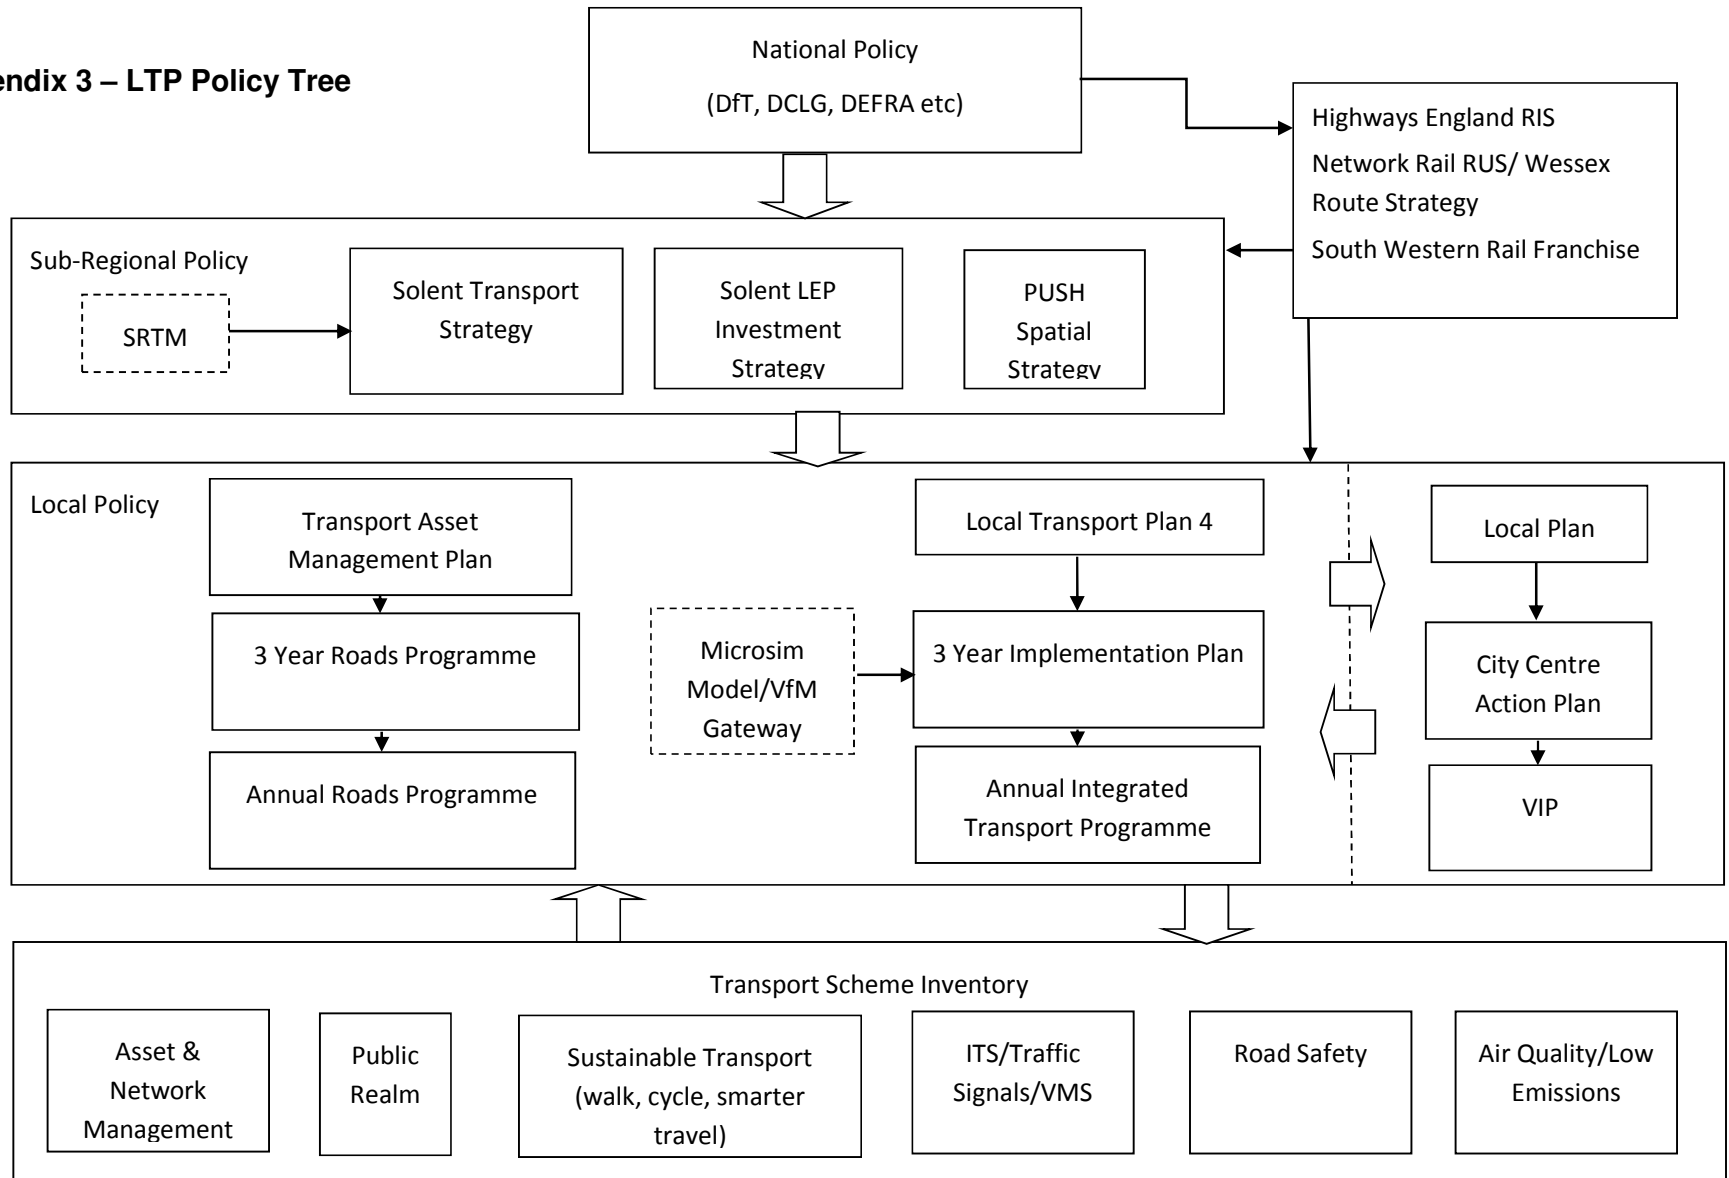 endix 3 – LTP Policy Tree
National Policy
(DfT, DCLG, DEFRA etc)
Highways England RIS
Network Rail RUS/ Wessex
Route Strategy
South Western Rail Franchise
Sub-Regional Policy
SRTM
Solent Transport
Strategy
Solent LEP
Investment
Strategy
PUSH
Spatial
Strategy
Local Policy
Transport Asset
Management Plan
3 Year Roads Programme
Annual Roads Programme
Microsim
Model/VfM
Gateway
Local Transport Plan 4
3 Year Implementation Plan
Annual Integrated
Transport Programme
Local Plan
City Centre
Action Plan
VIP
Transport Scheme Inventory
Asset &
Network
Management
Public
Realm
Sustainable Transport
(walk, cycle, smarter
travel)
ITS/Traffic
Signals/VMS
Road Safety
Air Quality/Low
Emissions